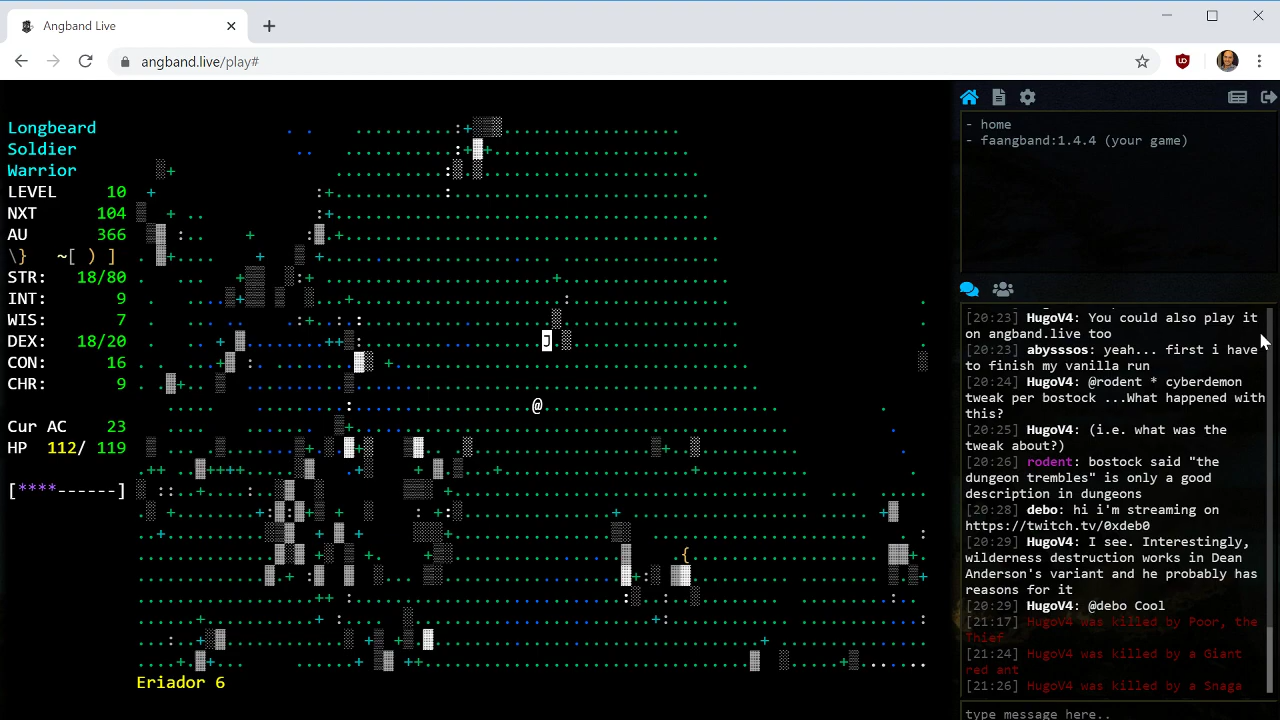 Angband Live
angband.live/play#
Longbeard
Soldier
Warrior
LEVEL 10
NXT 104
AU 366
\} ~[ ) ]
STR: 18/80
INT: 9
WIS: 7
DEX: 18/20
CON: 16
CHR: 9
Cur AC 23
HP 112/ 119
[****------]
J
@
{
Eriador 6
- home
- faangband:1.4.4 (your game)
[20:23] HugoV4: You could also play it
on angband.live too
[20:23] abysssos: yeah... first i have
to finish my vanilla run
[20:24] HugoV4: @rodent * cyberdemon
tweak per bostock ...What happened with
this?
[20:25] HugoV4: (i.e. what was the
tweak about?)
[20:26] rodent: bostock said "the
dungeon trembles" is only a good
description in dungeons
[20:28] debo: hi i'm streaming on
https://twitch.tv/0xdeb0
[20:29] HugoV4: I see. Interestingly,
wilderness destruction works in Dean
Anderson's variant and he probably has
reasons for it
[20:29] HugoV4: @debo Cool
[21:17] HugoV4 was killed by Poor, the
Thief
[21:24] HugoV4 was killed by a Giant
red ant
[21:26] HugoV4 was killed by a Snaga
type message here..